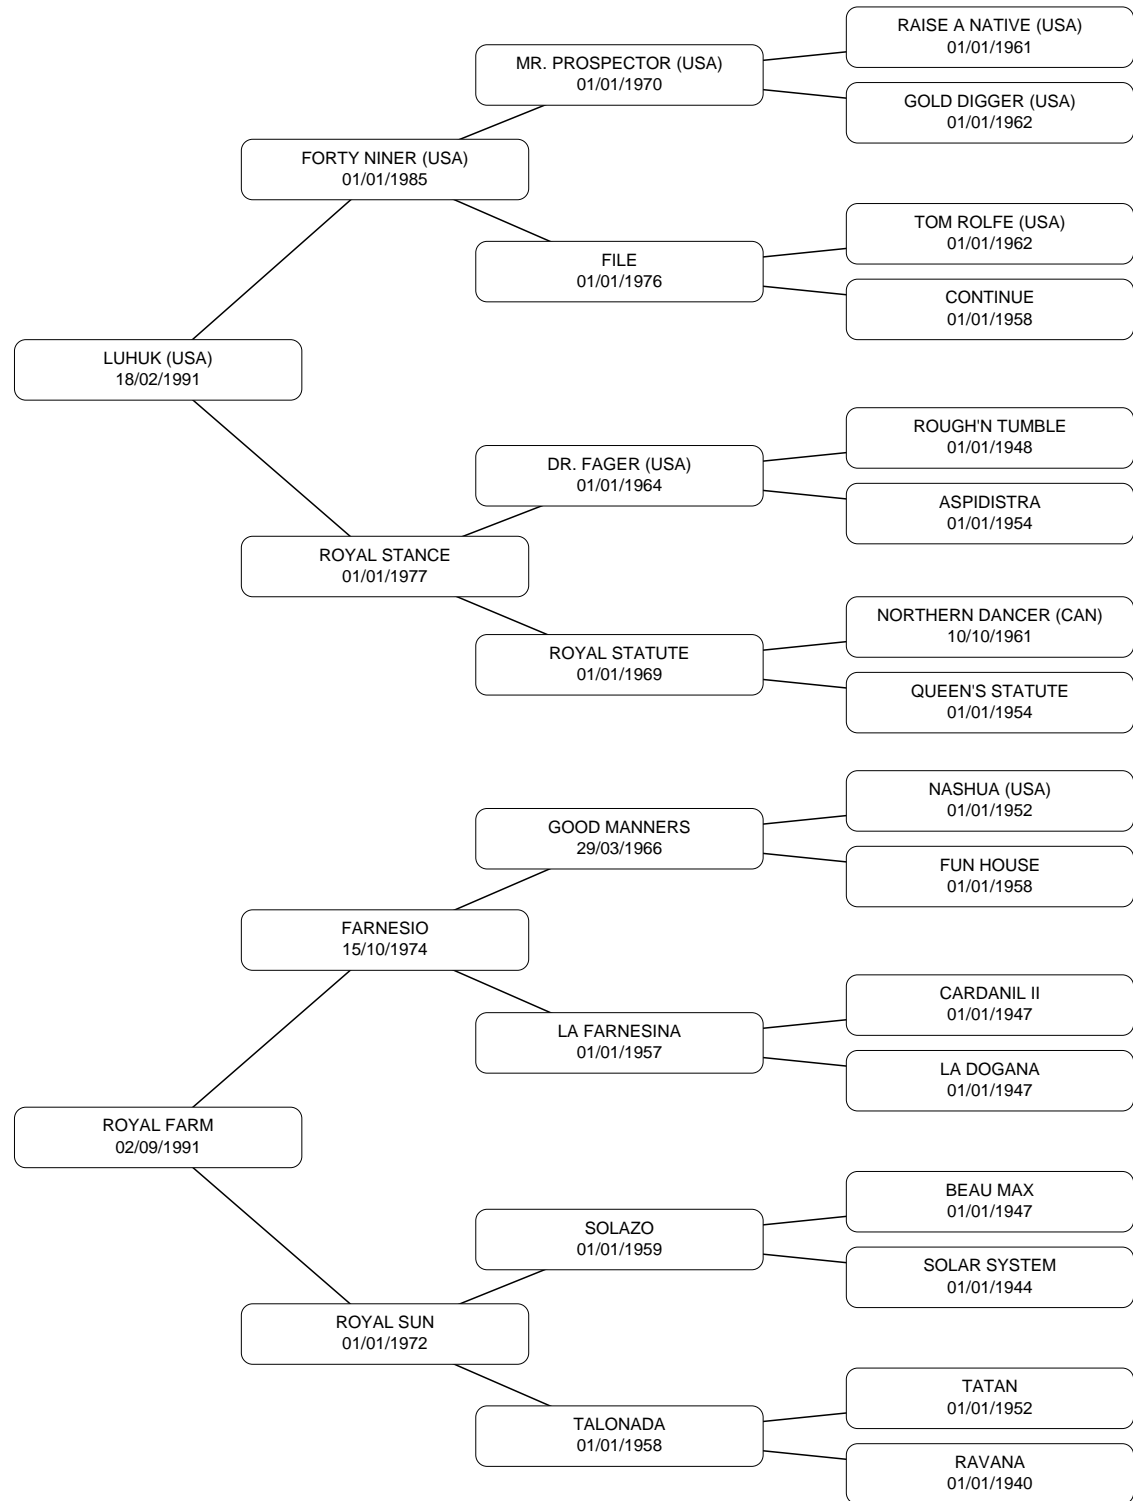 RAISE A NATIVE (USA)
01/01/1961
MR. PROSPECTOR (USA)
01/01/1970
GOLD DIGGER (USA)
01/01/1962
FORTY NINER (USA)
01/01/1985
TOM ROLFE (USA)
01/01/1962
FILE
01/01/1976
CONTINUE
01/01/1958
LUHUK (USA)
18/02/1991
ROUGH'N TUMBLE
01/01/1948
DR. FAGER (USA)
01/01/1964
ASPIDISTRA
01/01/1954
ROYAL STANCE
01/01/1977
NORTHERN DANCER (CAN)
10/10/1961
ROYAL STATUTE
01/01/1969
QUEEN'S STATUTE
01/01/1954
NASHUA (USA)
01/01/1952
GOOD MANNERS
29/03/1966
FUN HOUSE
01/01/1958
FARNESIO
15/10/1974
CARDANIL II
01/01/1947
LA FARNESINA
01/01/1957
LA DOGANA
01/01/1947
ROYAL FARM
02/09/1991
BEAU MAX
01/01/1947
SOLAZO
01/01/1959
SOLAR SYSTEM
01/01/1944
ROYAL SUN
01/01/1972
TATAN
01/01/1952
TALONADA
01/01/1958
RAVANA
01/01/1940